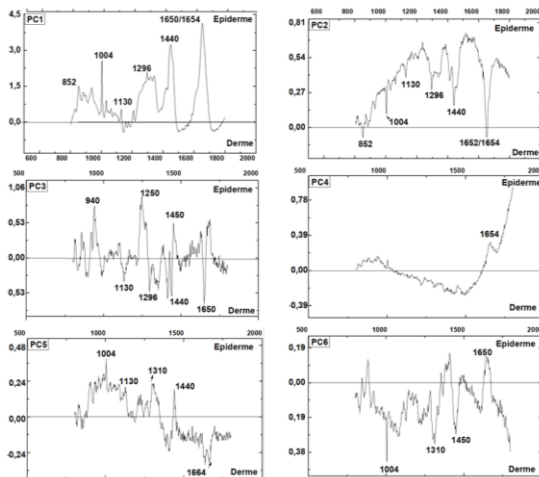 PC1
Epiderme
4,5
3,0
1,5
0,0
852
1004
1130
1296
1440
1650/1654
Derme
600 800 1000 1200 1400 1600 1800 2000
600 800 1000 1200 1400 1600 1800 2000
PC2
Epiderme
0,81
0,54
0,27
0,00
852
1004
1130
1296
1440
1652/1654
Derme
500 1000 1500 2000
PC3
Epiderme
1,06
0,53
0,00
0,53
940
1130
1250
1296
1440
1450
1650
Derme
500 1000 1500 2000
PC4
Epiderme
0,78
0,39
0,00
-0,39
1654
Derme
500 1000 1500 2000
PC5
Epiderme
0,48
0,24
0,00
-0,24
1004
1130
1310
1440
1664
Derme
500 1000 1500 2000
PC6
Epiderme
0,19
0,00
0,19
0,38
1004
1310
1450
1650
Derme